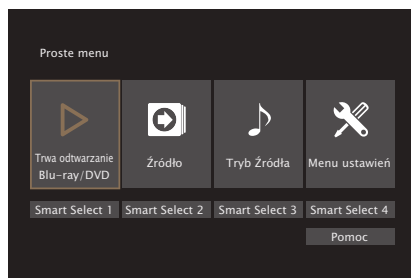 Proste menu
Trwa odtwarzanie
Blu-ray/DVD
Źródło
Tryb Źródła
Menu ustawień
Smart Select 1
Smart Select 2
Smart Select 3
Smart Select 4
Pomoc